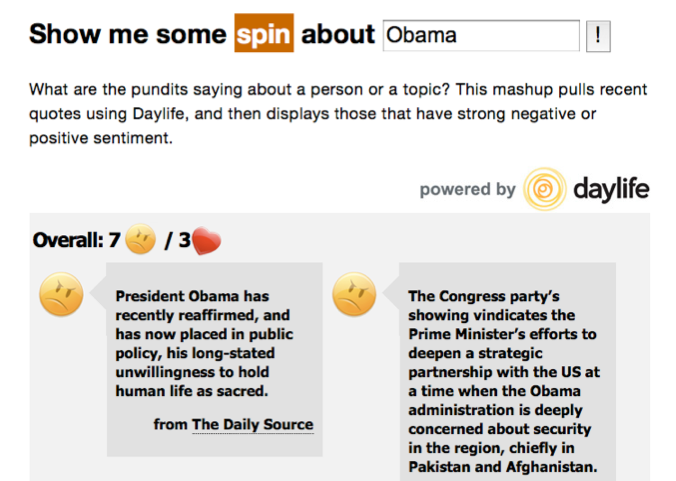 Show me some spin about Obama !
What are the pundits saying about a person or a topic? This mashup pulls recent
quotes using Daylife, and then displays those that have strong negative or
positive sentiment.
powered by daylife
Overall: 7 / 3
President Obama has
recently reaffirmed, and
has now placed in public
policy, his long-stated
unwillingness to hold
human life as sacred.
from The Daily Source
The Congress party’s
showing vindicates the
Prime Minister’s efforts to
deepen a strategic
partnership with the US at
a time when the Obama
administration is deeply
concerned about security
in the region, chiefly in
Pakistan and Afghanistan.